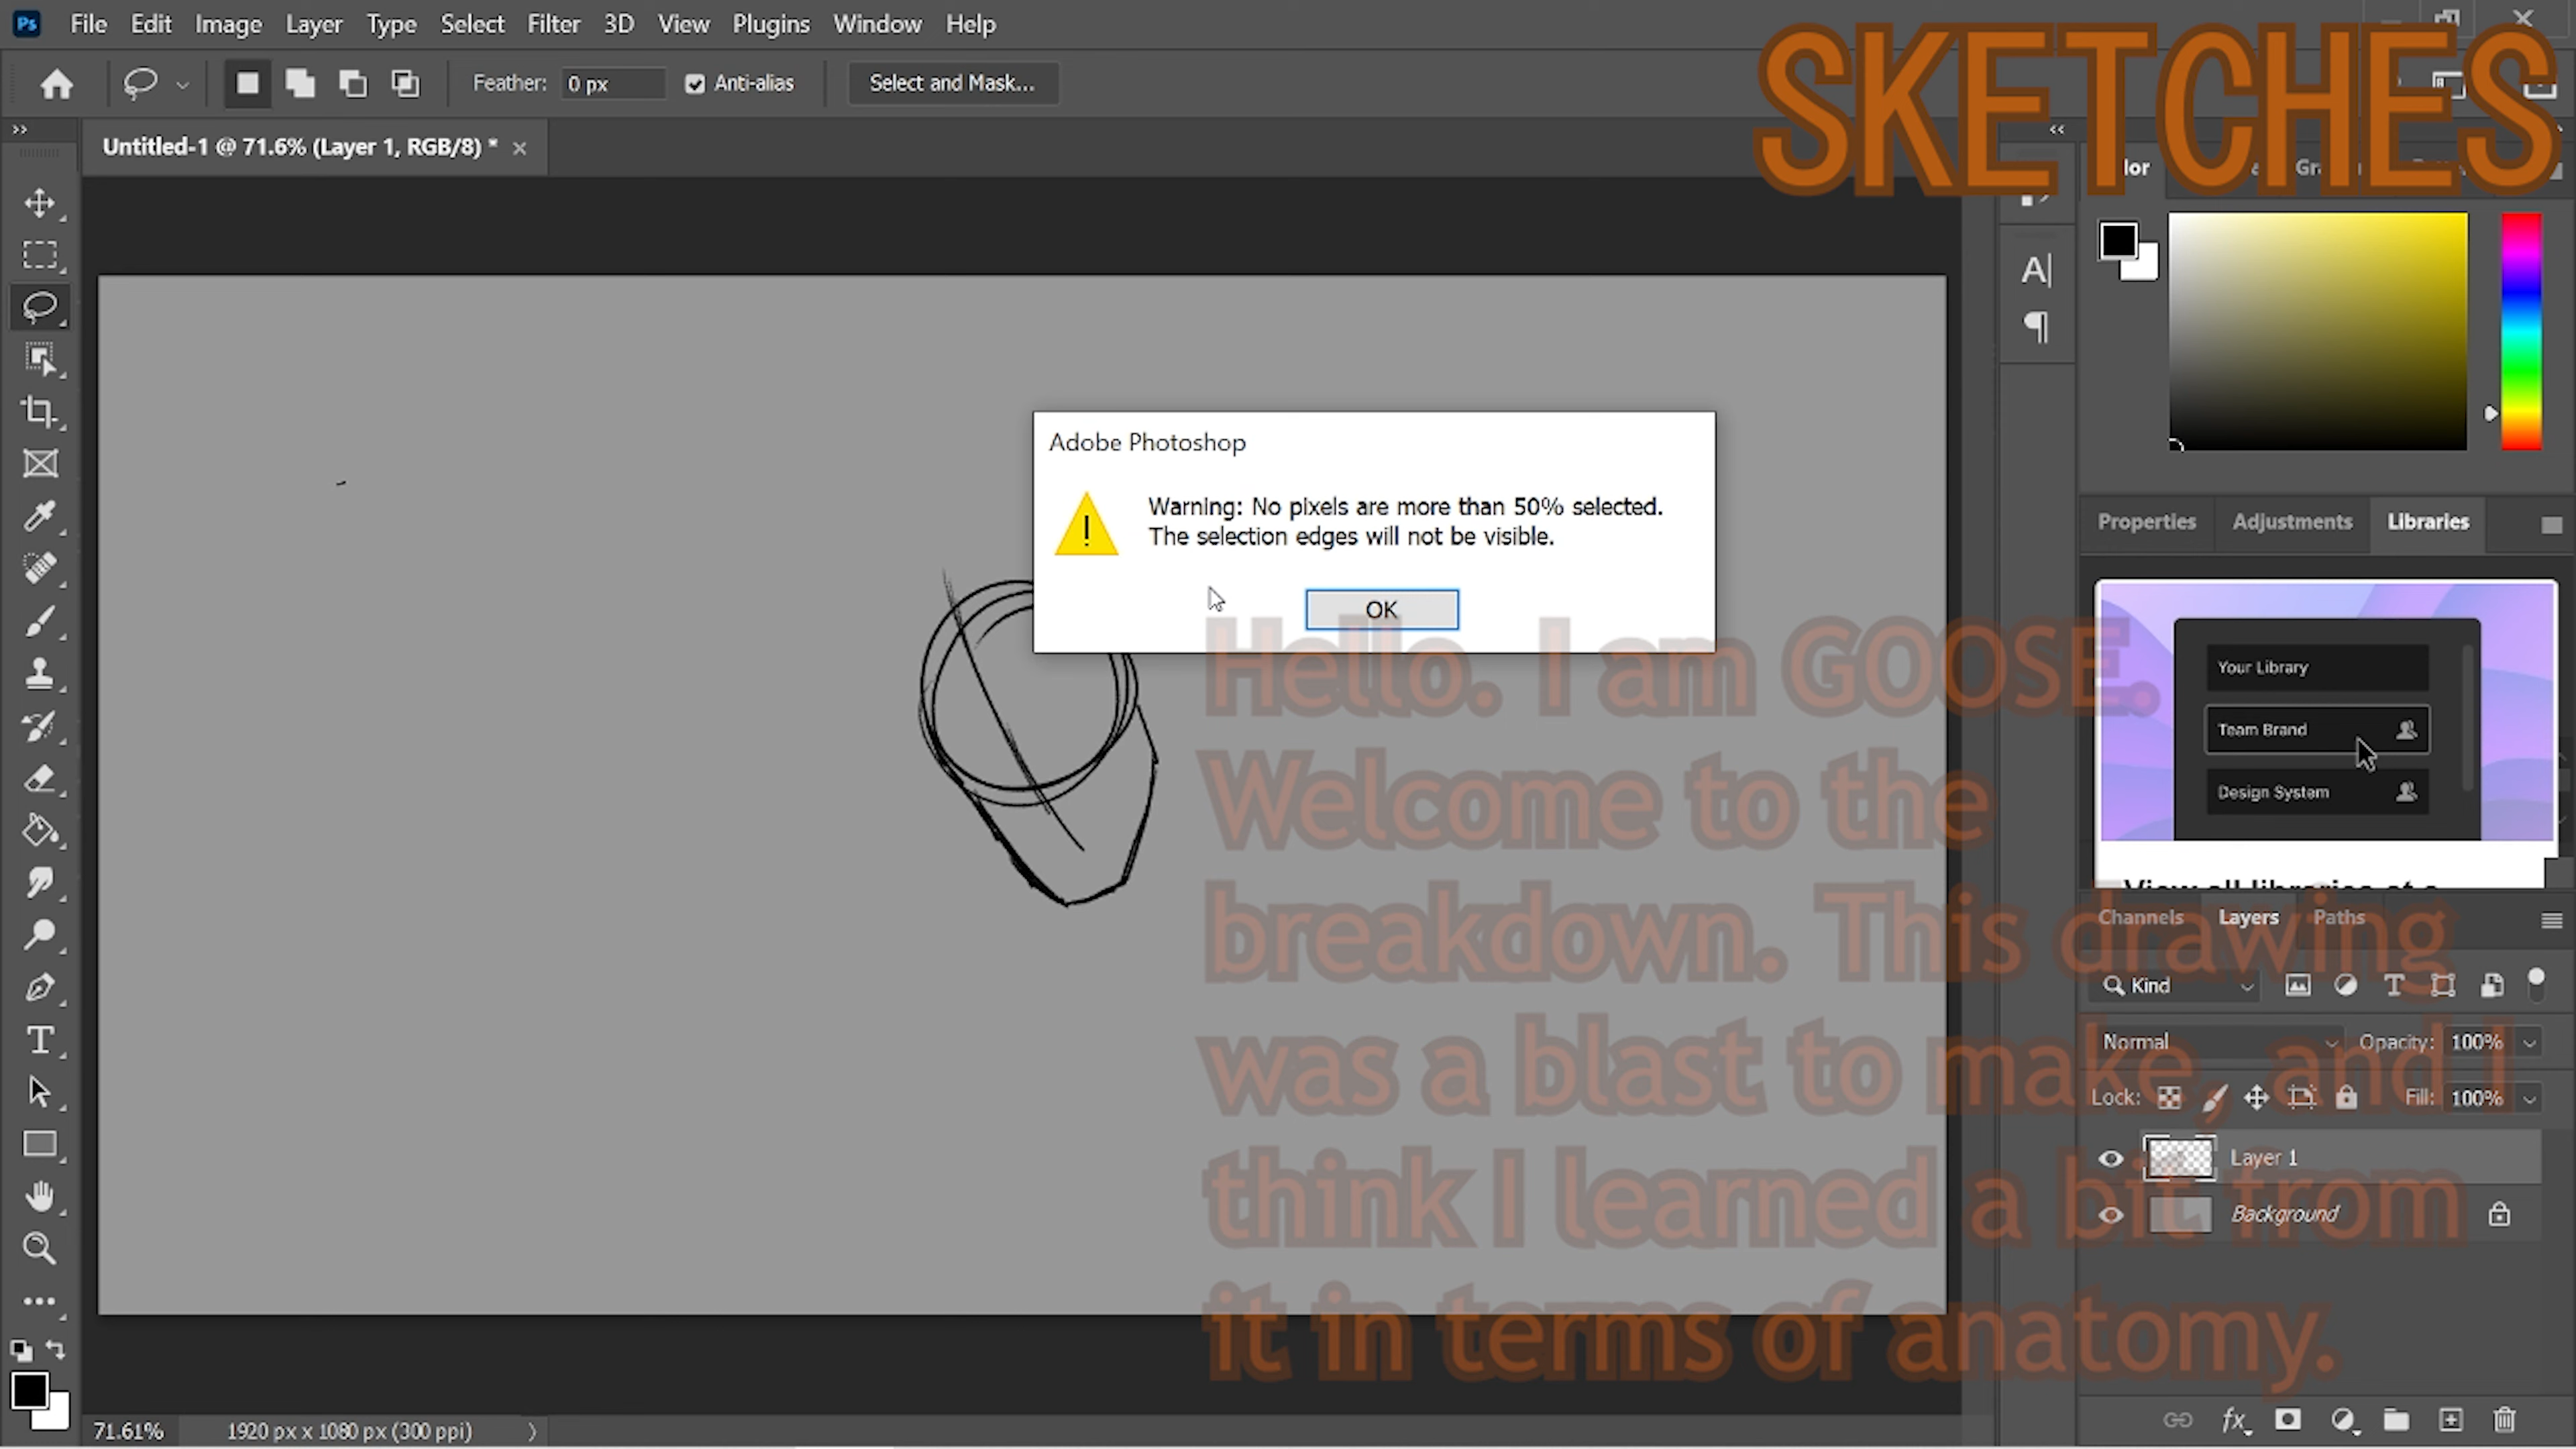 Ps File Edit Image Layer Type Select Filter 3D View Plugins Window Help
SKETCHES
Feather: 0 px Anti-alias Select and Mask...
Untitled-1 @ 71.6% (Layer 1, RGB/8) * ×
Adobe Photoshop
Warning: No pixels are more than 50% selected.
The selection edges will not be visible.
OK
Hello. I am GOOSE.
Welcome to the
breakdown. This drawing
was a blast to make, and I
think I learned a bit from
it in terms of anatomy.
Properties Adjustments Libraries
Your Library
Team Brand
Design System
View all libraries at a
Channels Layers Paths
Kind
Normal Opacity: 100%
Lock: Fill: 100%
Layer 1
Background
71.61% 1920 px x 1080 px (300 ppi)